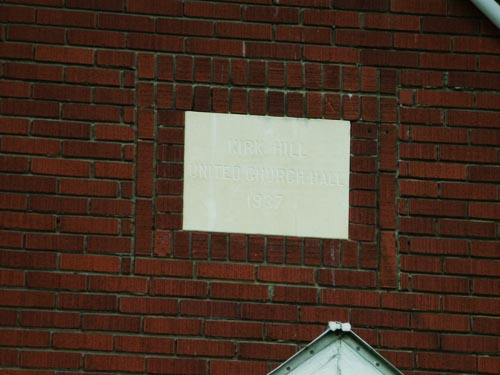 KIRK HILL
UNITED CHURCH HALL
1937